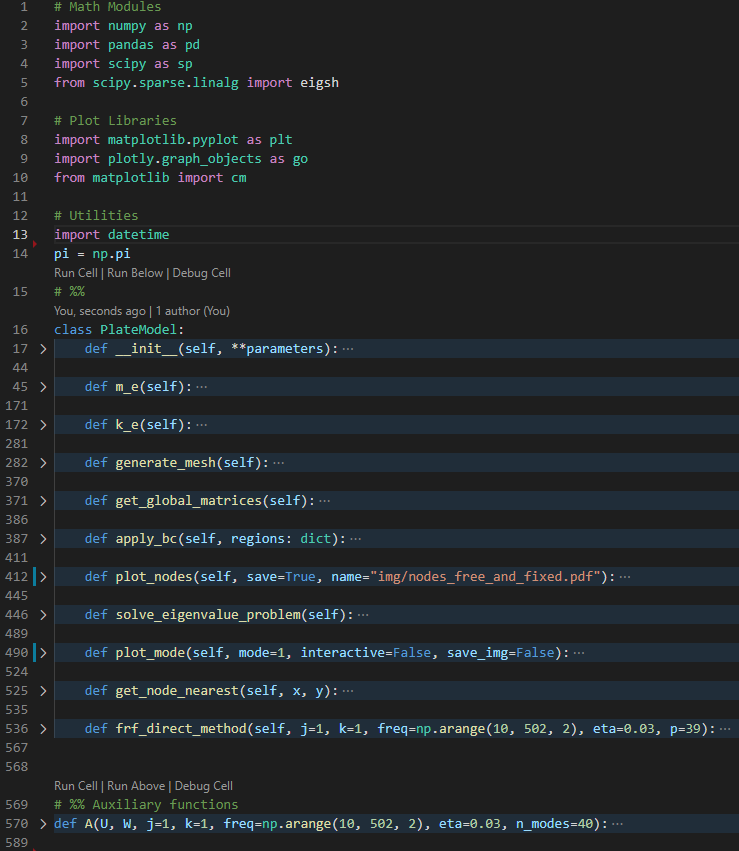 1 # Math Modules
2 import numpy as np
3 import pandas as pd
4 import scipy as sp
5 from scipy.sparse.linalg import eigsh
6
7 # Plot Libraries
8 import matplotlib.pyplot as plt
9 import plotly.graph_objects as go
10 from matplotlib import cm
11
12 # Utilities
13 import datetime
14 pi = np.pi
Run Cell | Run Below | Debug Cell
15 # %%
You, seconds ago | 1 author (You)
16 class PlateModel:
17 > def __init__(self, **parameters): ···
44
45 > def m_e(self): ···
171
172 > def k_e(self): ···
281
282 > def generate_mesh(self): ···
370
371 > def get_global_matrices(self): ···
386
387 > def apply_bc(self, regions: dict): ···
411
412 > def plot_nodes(self, save=True, name="img/nodes_free_and_fixed.pdf"): ···
445
446 > def solve_eigenvalue_problem(self): ···
489
490 > def plot_mode(self, mode=1, interactive=False, save_img=False): ···
524
525 > def get_node_nearest(self, x, y): ···
535
536 > def frf_direct_method(self, j=1, k=1, freq=np.arange(10, 502, 2), eta=0.03, p=39): ···
567
568
Run Cell | Run Above | Debug Cell
569 # %% Auxiliary functions
570 > def A(U, W, j=1, k=1, freq=np.arange(10, 502, 2), eta=0.03, n_modes=40): ···
589